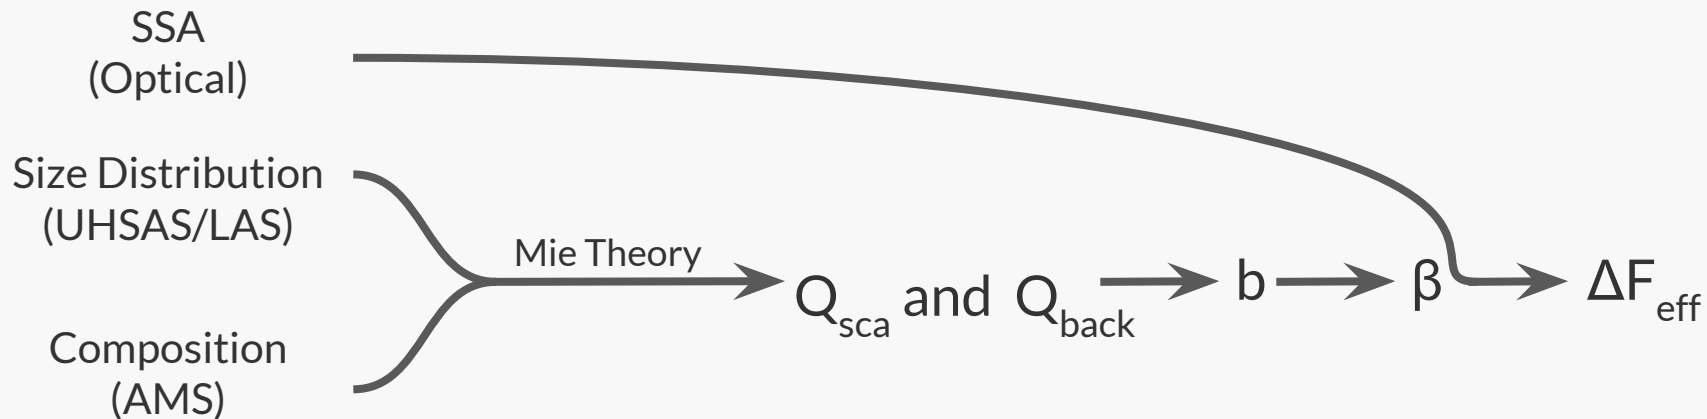 SSA
(Optical)
Size Distribution
(UHSAS/LAS)
Mie Theory
Qsca and Qback
b
β
ΔFeff
Composition
(AMS)